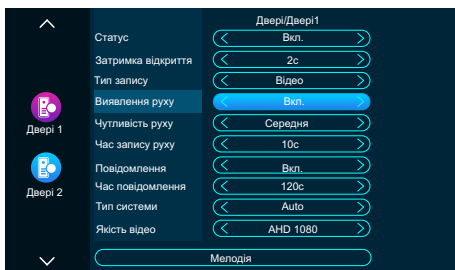 Двері/Двері1
Статус Вкл.
Затримка відкриття 2с
Тип запису Відео
Виявлення руху Вкл.
Чутливість руху Середня
Час запису руху 10с
Повідомлення Вкл.
Час повідомлення 120с
Тип системи Auto
Якість відео AHD 1080
Мелодія
Двері 1
Двері 2